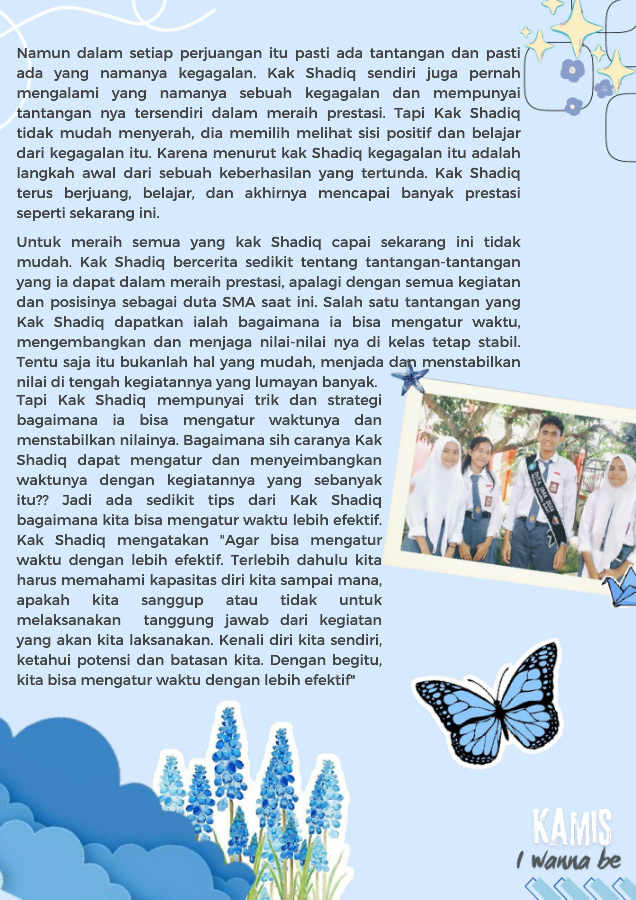 Namun dalam setiap perjuangan itu pasti ada tantangan dan pasti
ada yang namanya kegagalan. Kak Shadiq sendiri juga pernah
mengalami yang namanya sebuah kegagalan dan mempunyai
tantangan nya tersendiri dalam meraih prestasi. Tapi Kak Shadiq
tidak mudah menyerah, dia memilih melihat sisi positif dan belajar
dari kegagalan itu. Karena menurut kak Shadiq kegagalan itu adalah
langkah awal dari sebuah keberhasilan yang tertunda. Kak Shadiq
terus berjuang, belajar, dan akhirnya mencapai banyak prestasi
seperti sekarang ini.
Untuk meraih semua yang kak Shadiq capai sekarang ini tidak
mudah. Kak Shadiq bercerita sedikit tentang tantangan-tantangan
yang ia dapat dalam meraih prestasi, apalagi dengan semua kegiatan
dan posisinya sebagai duta SMA saat ini. Salah satu tantangan yang
Kak Shadiq dapatkan ialah bagaimana ia bisa mengatur waktu,
mengembangkan dan menjaga nilai-nilai nya di kelas tetap stabil.
Tentu saja itu bukanlah hal yang mudah, menjada dan menstabilkan
nilai di tengah kegiatannya yang lumayan banyak.
Tapi Kak Shadiq mempunyai trik dan strategi
bagaimana ia bisa mengatur waktunya dan
menstabilkan nilainya. Bagaimana sih caranya Kak
Shadiq dapat mengatur dan menyeimbangkan
waktunya dengan kegiatannya yang sebanyak
itu?? Jadi ada sedikit tips dari Kak Shadiq
bagaimana kita bisa mengatur waktu lebih efektif.
Kak Shadiq mengatakan "Agar bisa mengatur
waktu dengan lebih efektif. Terlebih dahulu kita
harus memahami kapasitas diri kita sampai mana,
apakah kita sanggup atau tidak untuk
melaksanakan tanggung jawab dari kegiatan
yang akan kita laksanakan. Kenali diri kita sendiri,
ketahui potensi dan batasan kita. Dengan begitu,
kita bisa mengatur waktu dengan lebih efektif"
KAMIS
I wanna be